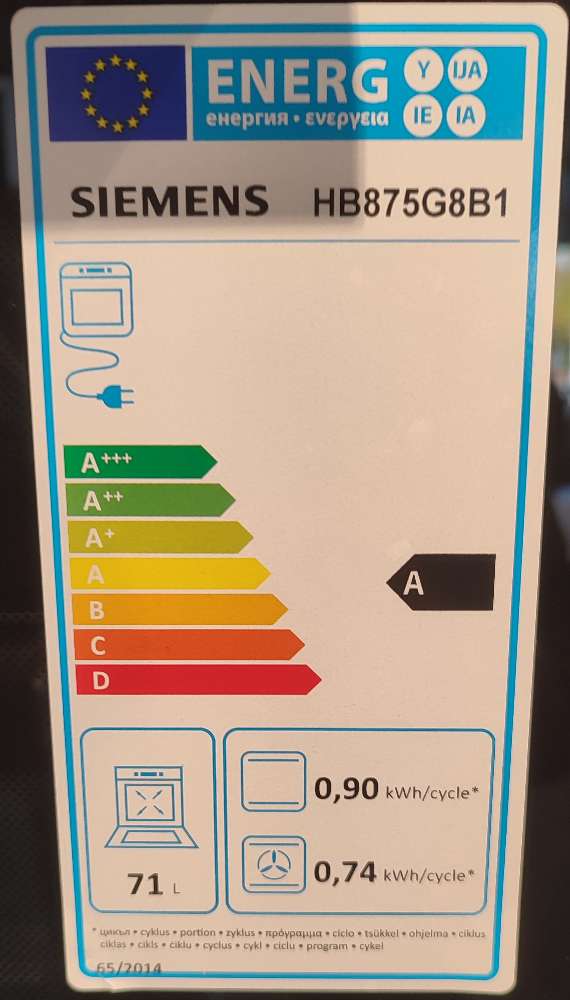 ENERG Y IJA
енергия • ενεργεια IE IA
SIEMENS HB875G8B1
A+++
A++
A+
A
A
B
C
D
0,90 kWh/cycle*
71 L
0,74 kWh/cycle*
* цикъл • cyklus • portion • zyklus • πρόγραμμα • ciclo • tsükkel • ohjelma • ciklus
ciklas • cikls • ciklu • cyclus • cykl • ciclu • program • cykel
65/2014